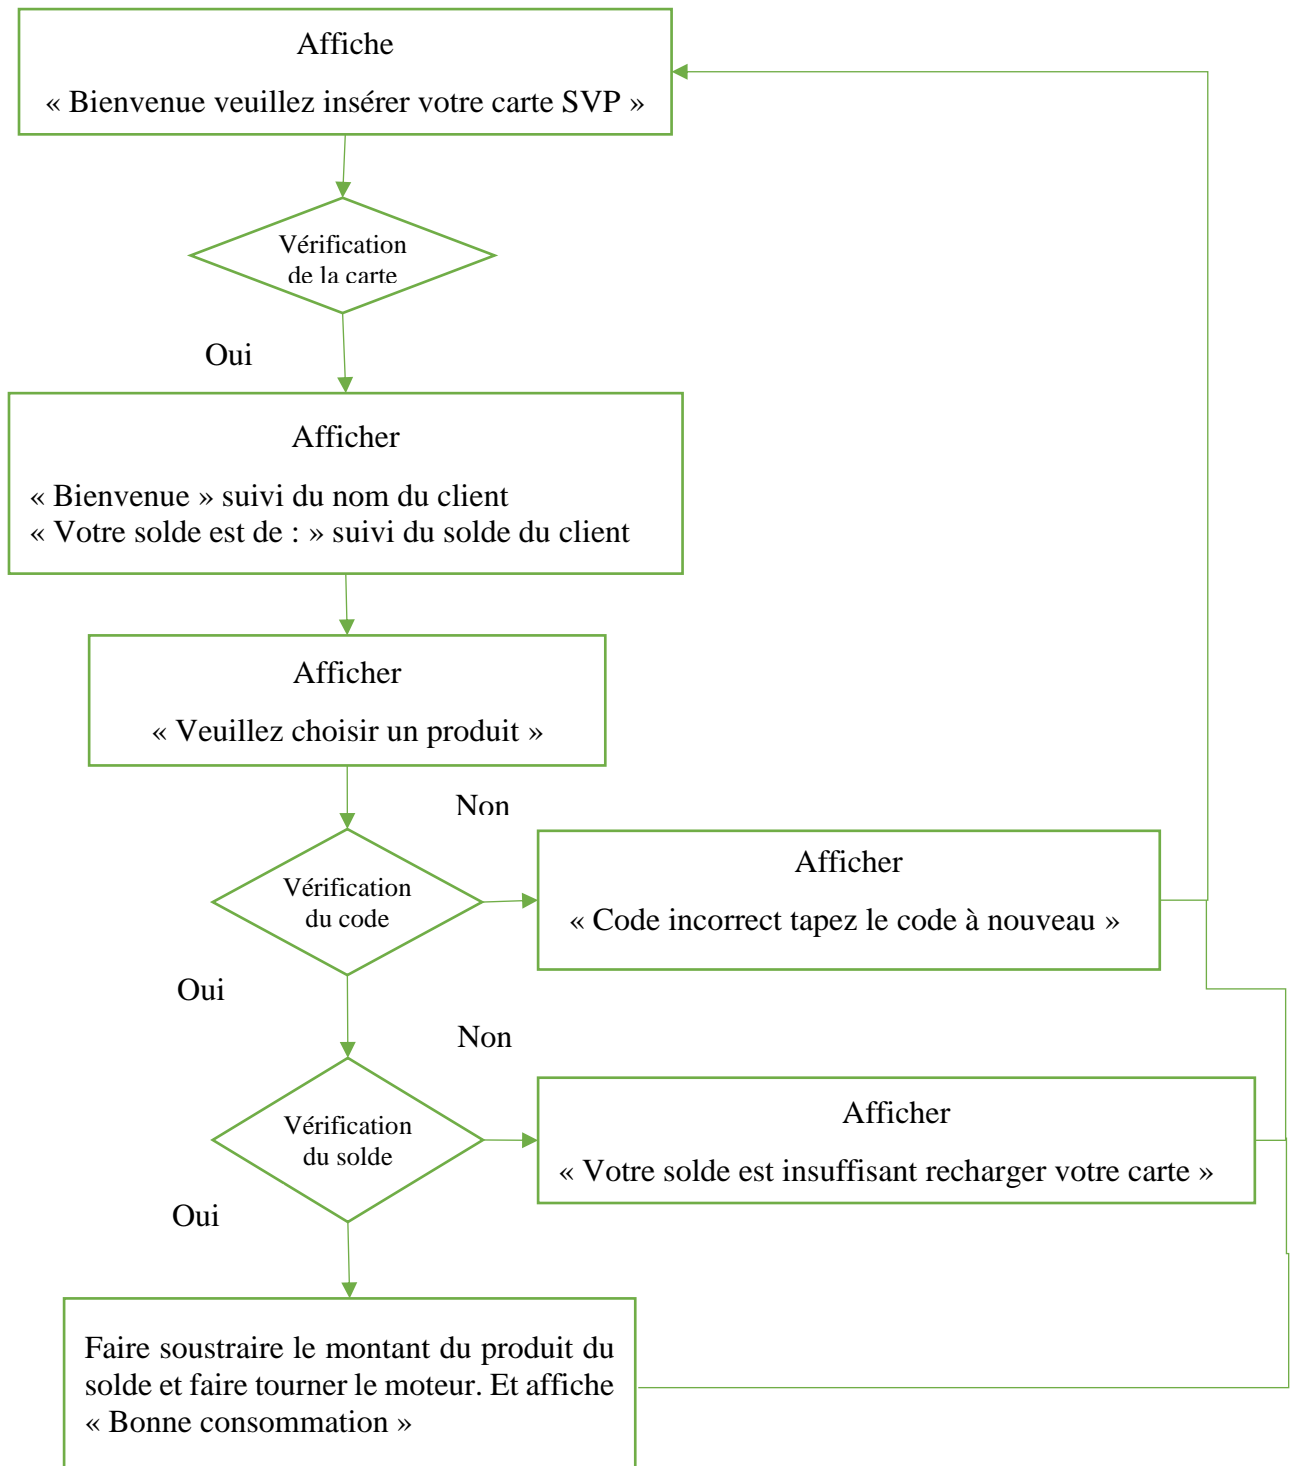 Affiche
« Bienvenue veuillez insérer votre carte SVP »
Vérification
de la carte
Oui
Afficher
« Bienvenue » suivi du nom du client
« Votre solde est de : » suivi du solde du client
Afficher
« Veuillez choisir un produit »
Non
Vérification
du code
Afficher
« Code incorrect tapez le code à nouveau »
Oui
Non
Vérification
du solde
Afficher
« Votre solde est insuffisant recharger votre carte »
Oui
Faire soustraire le montant du produit du
solde et faire tourner le moteur. Et affiche
« Bonne consommation »